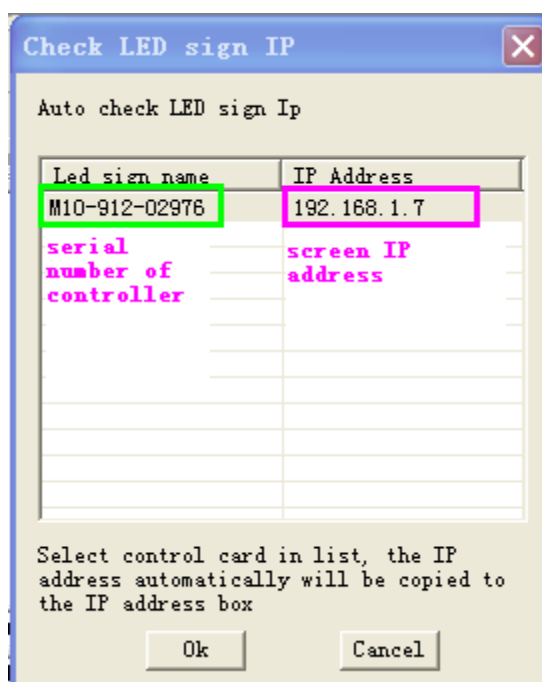 Check LED sign IP
Auto check LED sign Ip
Led sign name IP Address
M10-912-02976 192.168.1.7
serial
number of
controller
screen IP
address
Select control card in list, the IP
address automatically will be copied to
the IP address box
Ok Cancel